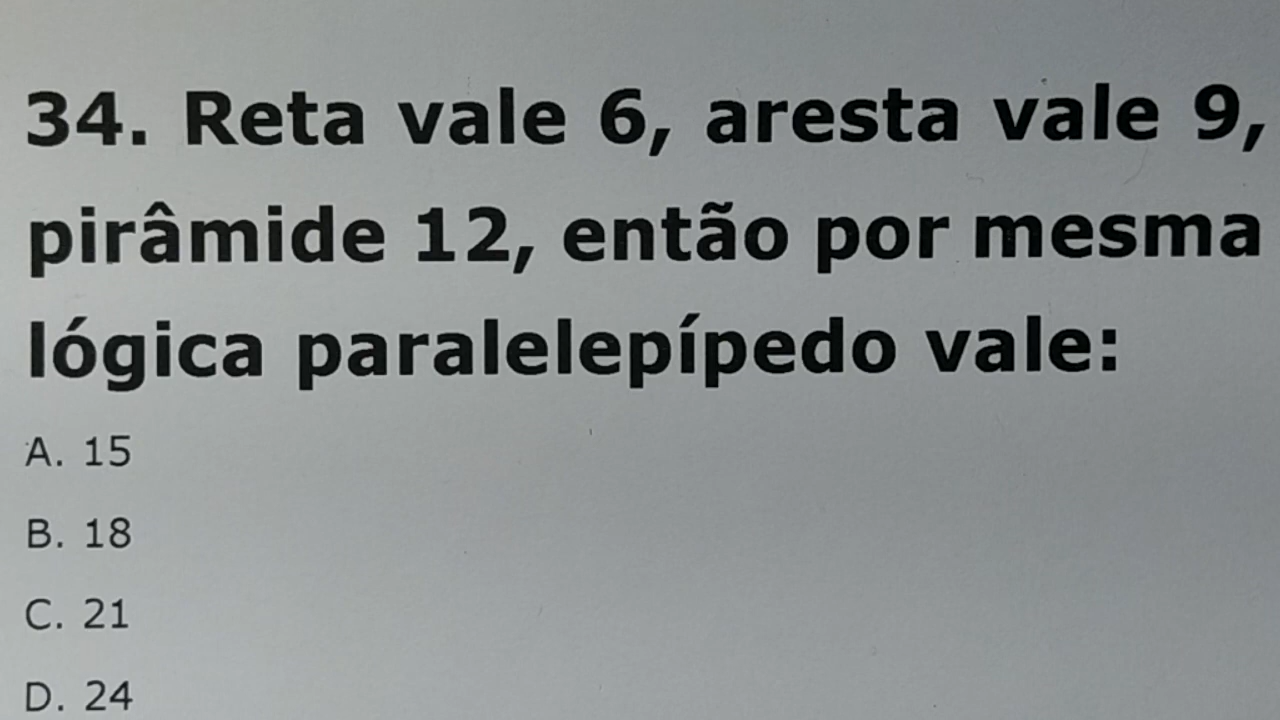 34. Reta vale 6, aresta vale 9,
pirâmide 12, então por mesma
lógica paralelepípedo vale:
A. 15
B. 18
C. 21
D. 24